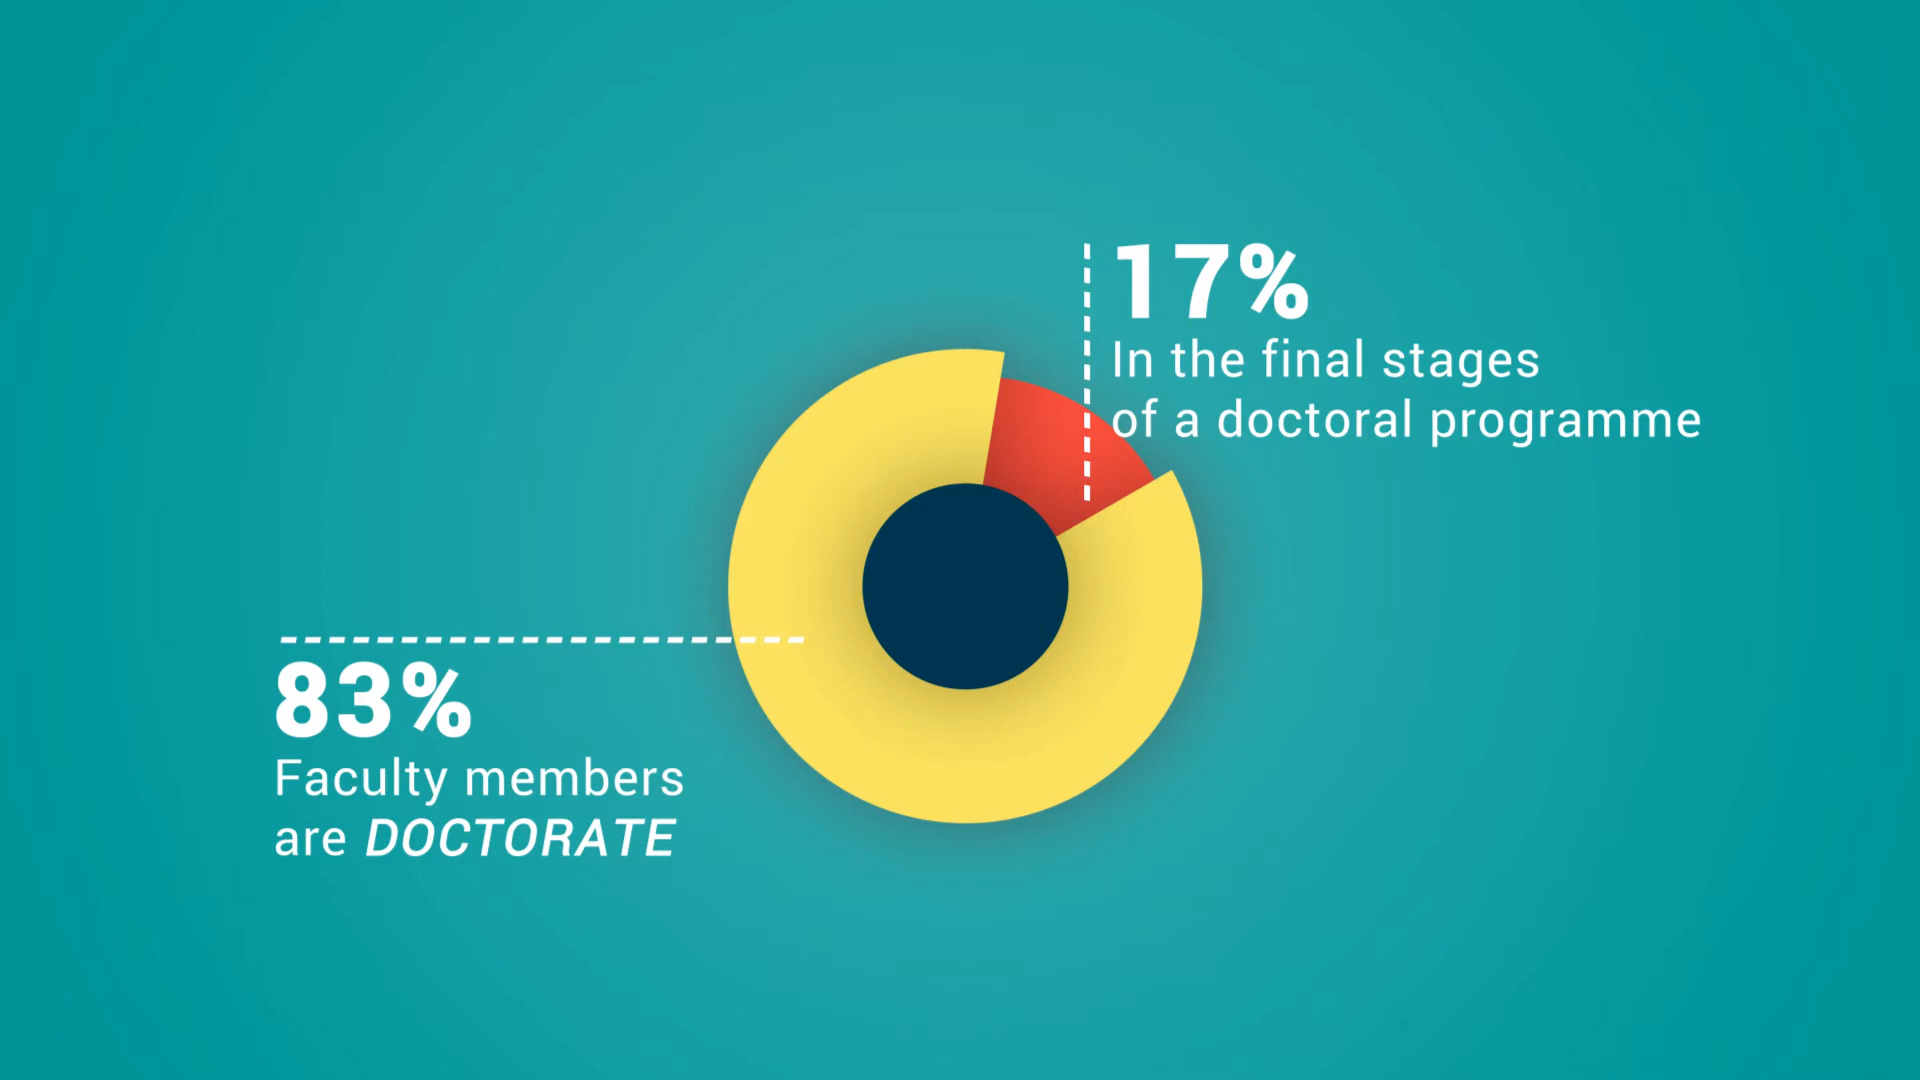 17%
In the final stages
of a doctoral programme
83%
Faculty members
are DOCTORATE